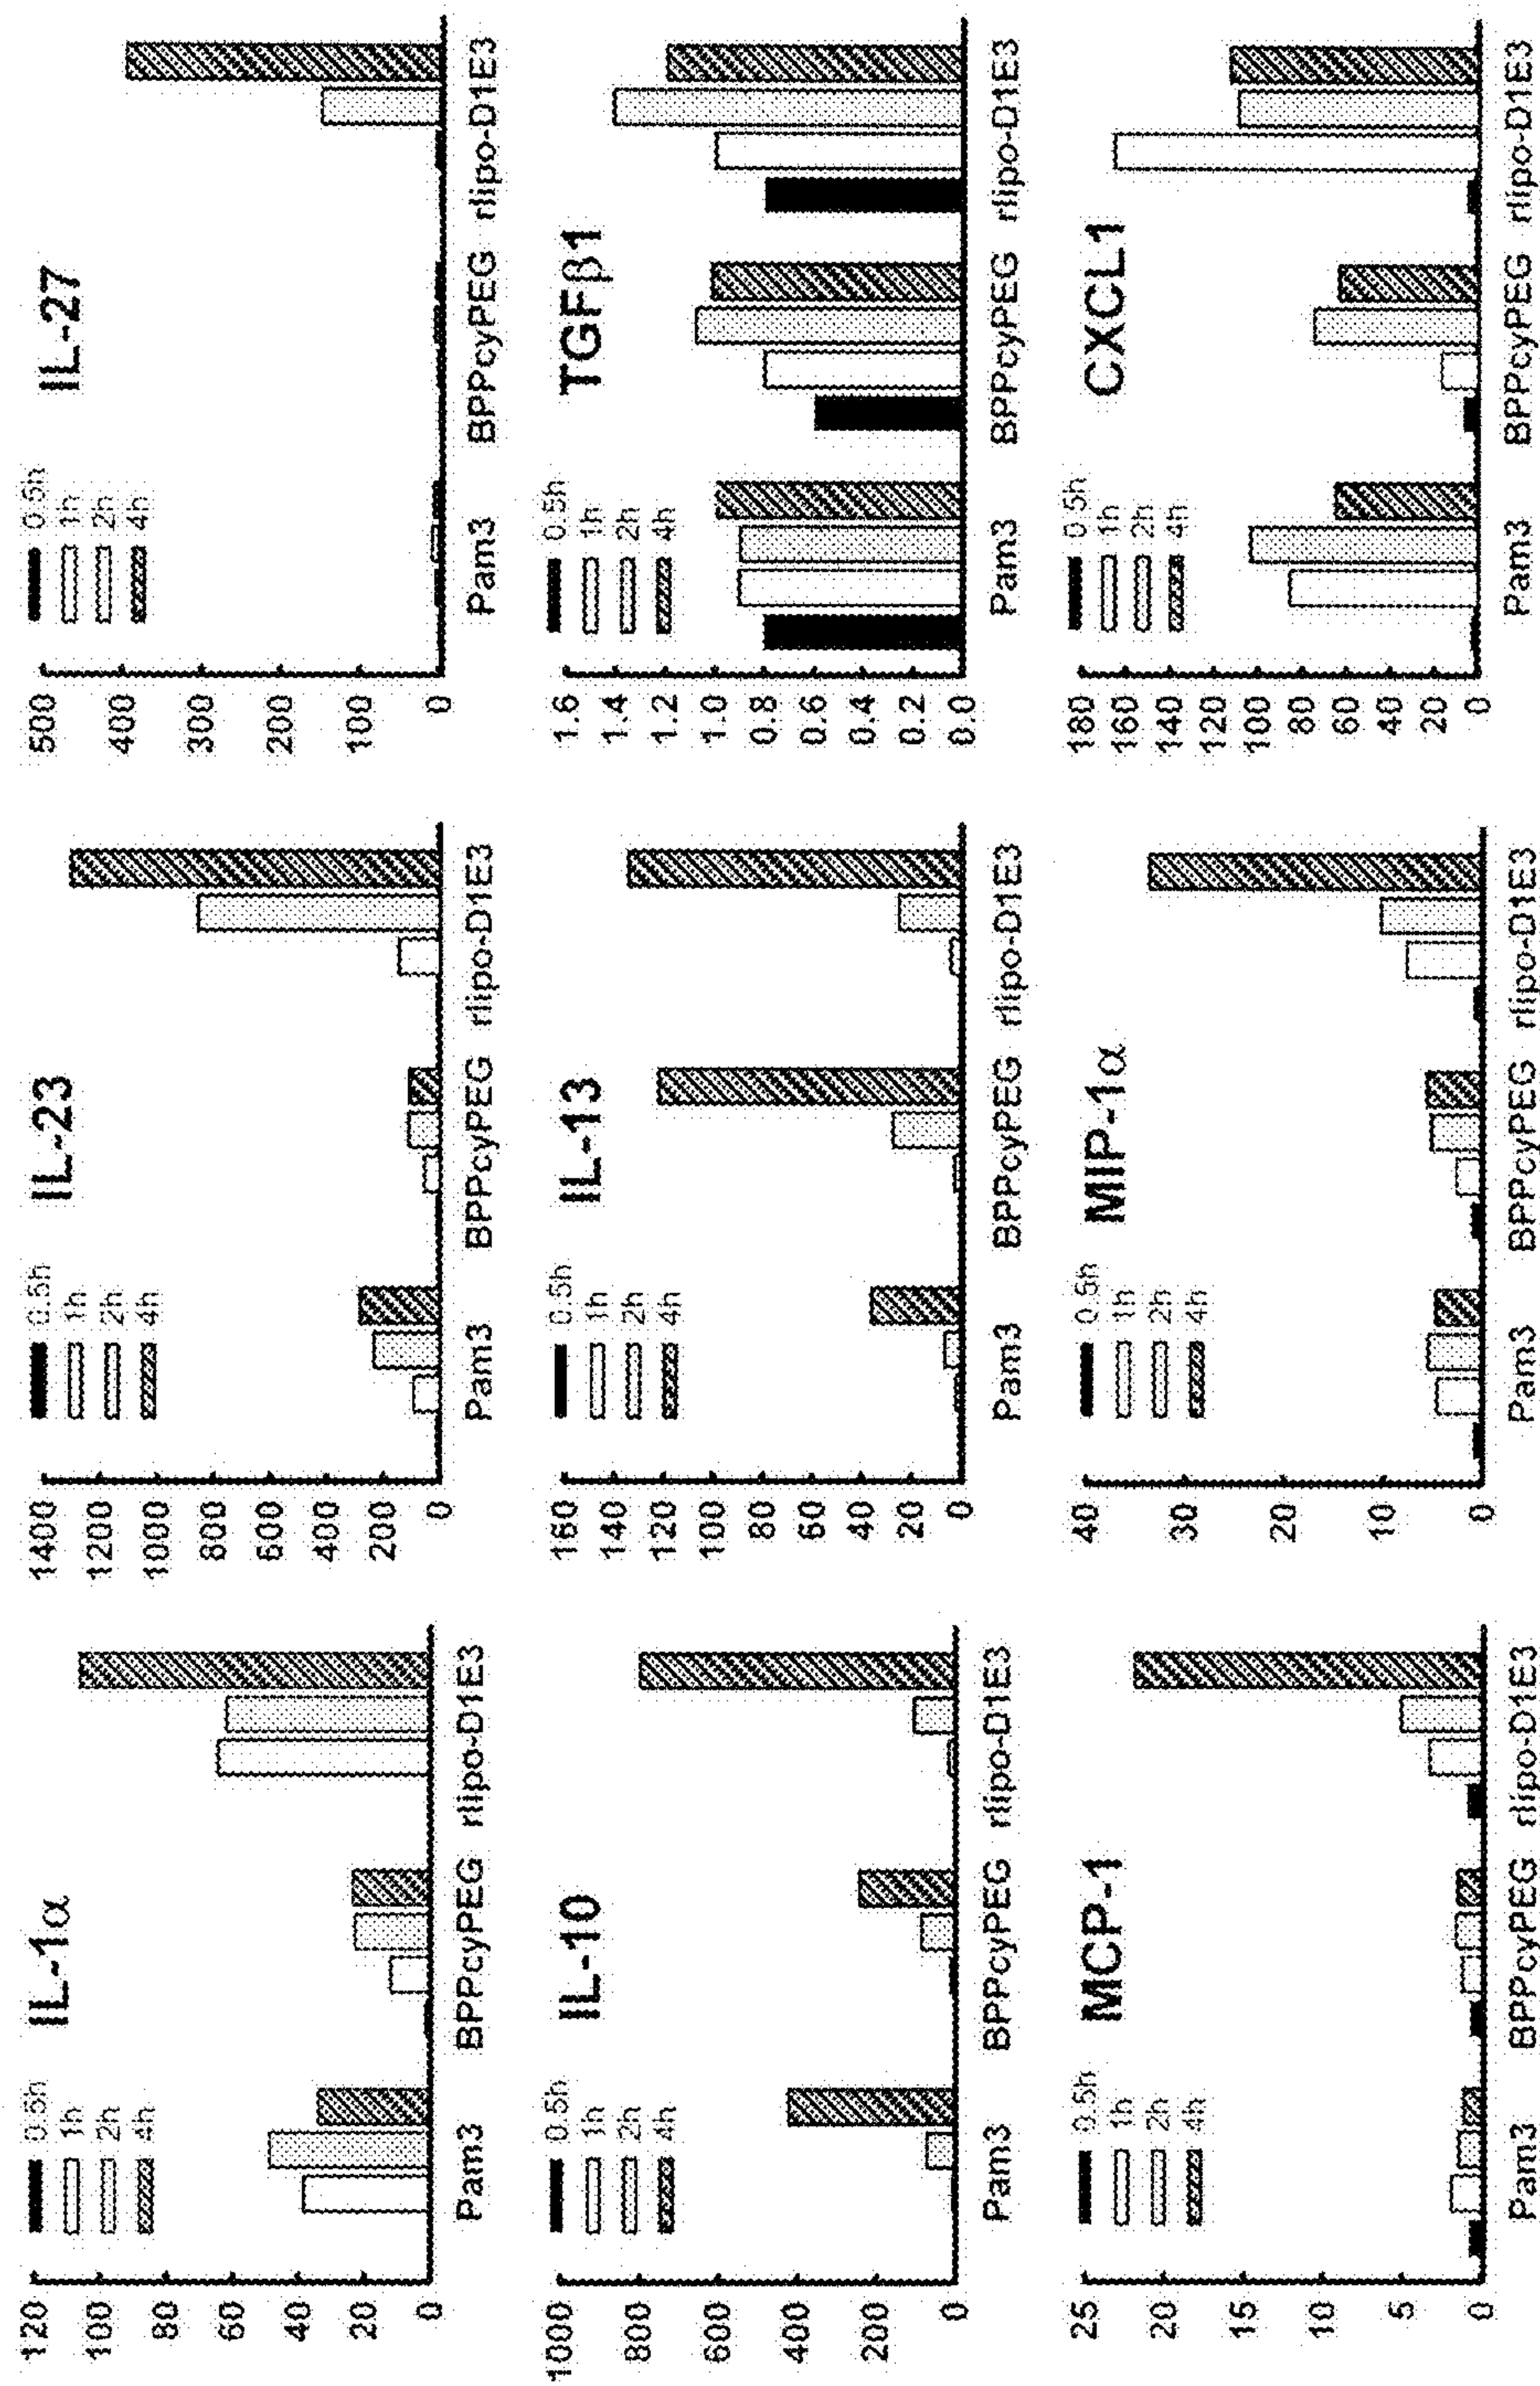 IL-1α
0.5h
1h
2h
4h
120
100
80
60
40
20
0
Pam3 BPPcyPEG rlipo-D1E3
IL-23
0.5h
1h
2h
4h
1400
1200
1000
800
600
400
200
0
Pam3 BPPcyPEG rlipo-D1E3
IL-27
0.5h
1h
2h
4h
500
400
300
200
100
0
Pam3 BPPcyPEG rlipo-D1E3
IL-10
0.5h
1h
2h
4h
1000
800
600
400
200
0
Pam3 BPPcyPEG rlipo-D1E3
IL-13
0.5h
1h
2h
4h
160
140
120
100
80
60
40
20
0
Pam3 BPPcyPEG rlipo-D1E3
TGFβ1
0.5h
1h
2h
4h
1.6
1.4
1.2
1.0
0.8
0.6
0.4
0.2
0.0
Pam3 BPPcyPEG rlipo-D1E3
MCP-1
0.5h
1h
2h
4h
25
20
15
10
5
0
Pam3 BPPcyPEG rlipo-D1E3
MIP-1α
0.5h
1h
2h
4h
40
30
20
10
0
Pam3 BPPcyPEG rlipo-D1E3
CXCL1
0.5h
1h
2h
4h
180
160
140
120
100
80
60
40
20
0
Pam3 BPPcyPEG rlipo-D1E3